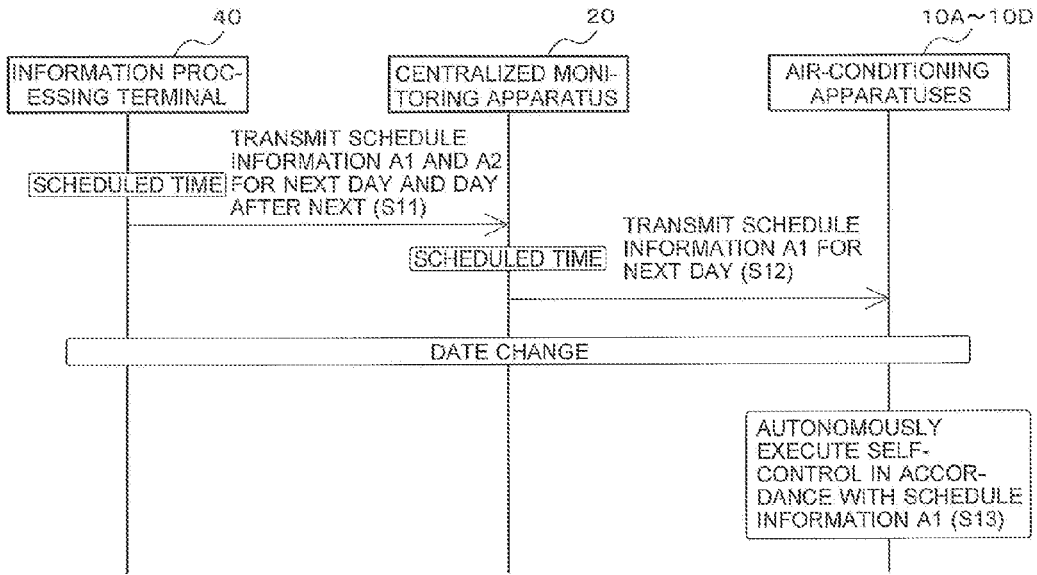 40
20
10A~10D
INFORMATION PROC-
ESSING TERMINAL
CENTRALIZED MONI-
TORING APPARATUS
AIR-CONDITIONING
APPARATUSES
TRANSMIT SCHEDULE
INFORMATION A1 AND A2
FOR NEXT DAY AND DAY
AFTER NEXT (S11)
SCHEDULED TIME
TRANSMIT SCHEDULE
INFORMATION A1 FOR
NEXT DAY (S12)
SCHEDULED TIME
DATE CHANGE
AUTONOMOUSLY
EXECUTE SELF-
CONTROL IN ACCOR-
DANCE WITH SCHEDULE
INFORMATION A1 (S13)